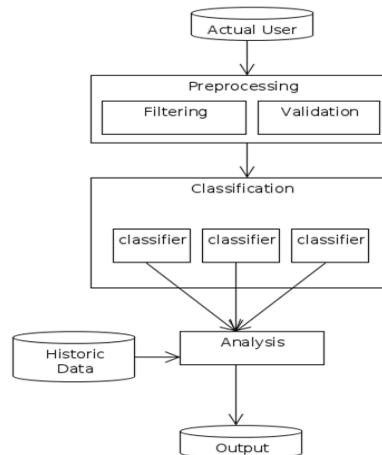 Actual User
Preprocessing
Filtering
Validation
Classification
classifier
classifier
classifier
Analysis
Historic
Data
Output